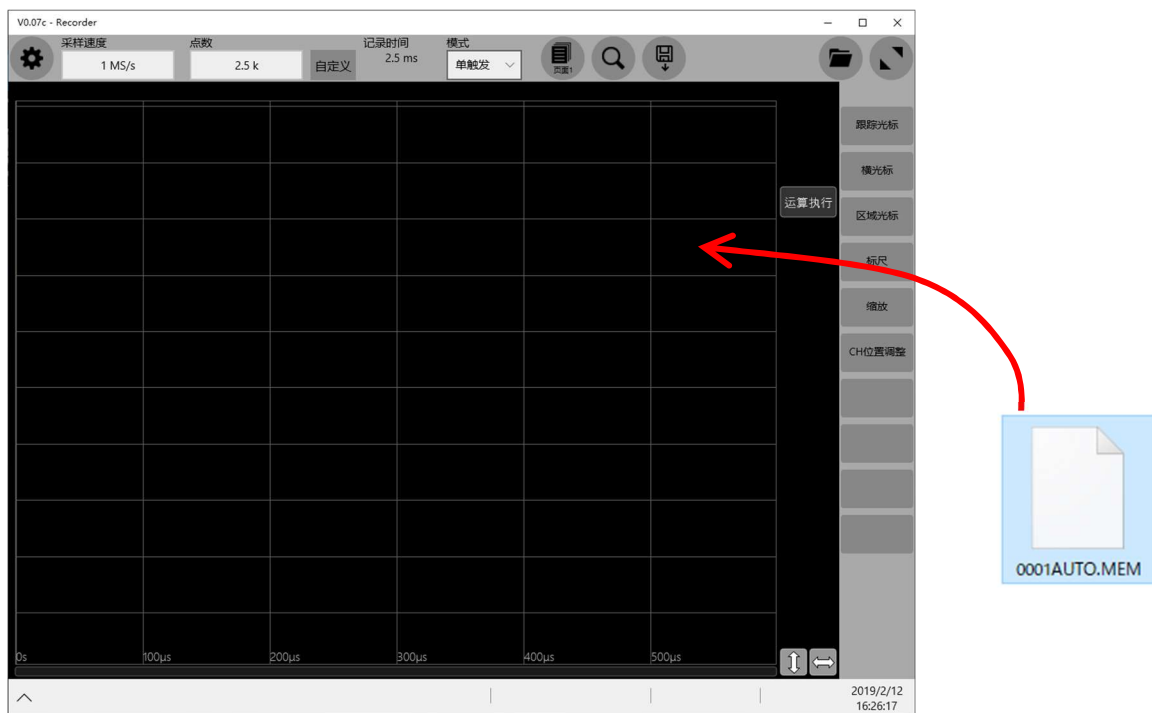 V0.07c - Recorder
采样速度
点数
记录时间
模式
1 MS/s
2.5 k
自定义
2.5 ms
单触发
页面1
跟踪光标
横光标
运算执行
区域光标
标尺
缩放
CH位置调整
0001AUTO.MEM
0s
100μs
200μs
300μs
400μs
500μs
2019/2/12
16:26:17